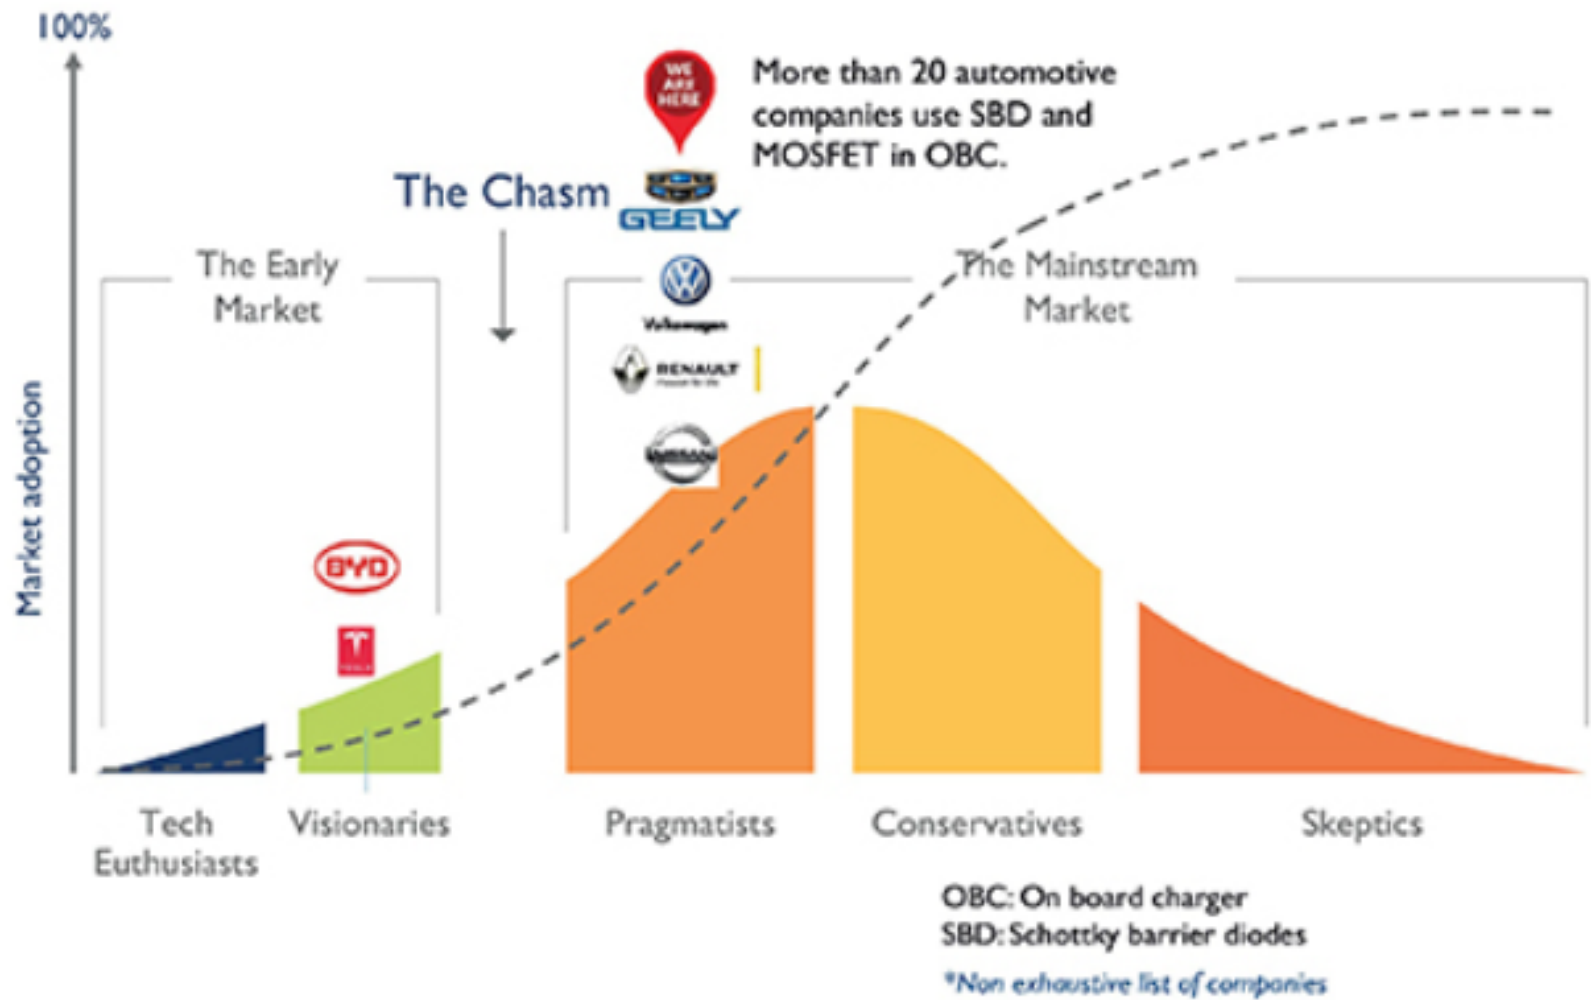 100%
WE
ARE
HERE
More than 20 automotive
companies use SBD and
MOSFET in OBC.
The Chasm
GEELY
The Early
Market
The Mainstream
Market
Volkswagen
RENAULT
NISSAN
Market adoption
BYD
TESLA
Tech
Euthusiasts
Visionaries
Pragmatists
Conservatives
Skeptics
OBC: On board charger
SBD: Schottky barrier diodes
*Non exhaustive list of companies